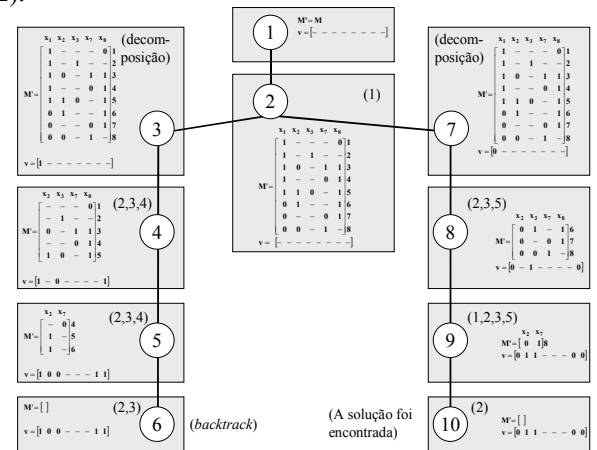 2).
1
M'= M
v = [– – – – – – – –]
(decom-
posição)
x1 x2 x3 x7 x8
1 – – – 0 1
1 – 1 – – 2
1 0 – 1 1 3
M'= 1 – – 0 1 4
1 1 0 – 1 5
0 1 – – 1 6
0 – – 0 1 7
0 0 – 1 – 8
v = [1 – – – – – – –]
3
2
(1)
x1 x2 x3 x7 x8
1 – – – 0 1
1 – 1 – – 2
1 0 – 1 1 3
M'= 1 – – 0 1 4
1 1 0 – 1 5
0 1 – – 1 6
0 – – 0 1 7
0 0 – 1 – 8
v = [– – – – – – – –]
(decom-
posição)
x1 x2 x3 x7 x8
1 – – – 0 1
1 – 1 – – 2
1 0 – 1 1 3
M'= 1 – – 0 1 4
1 1 0 – 1 5
0 1 – – 1 6
0 – – 0 1 7
0 0 – 1 – 8
v = [0 – – – – – – –]
7
(2,3,4)
x2 x3 x7 x8
– – – 0 1
– 1 – – 2
M'= 0 – 1 1 3
– – 0 1 4
1 0 – 1 5
v = [1 – 0 – – – – 1]
4
(2,3,5)
8
x2 x3 x7 x8
0 1 – 1 6
M'= 0 – 0 1 7
0 0 1 – 8
v = [0 – 1 – – – – 0]
(2,3,4)
x2 x7
– 0 4
M'= 1 – 5
1 – 6
v = [1 0 0 – – – 1 1]
5
(1,2,3,5)
9
x2 x7
M'= [ 0 1]8
v = [0 1 1 – – – 0 0]
M'= [ ]
(2,3)
v = [1 0 0 – – – 1 1]
6
(backtrack)
(A solução foi
encontrada)
10
(2)
M'= [ ]
v = [0 1 1 – – – 0 0]